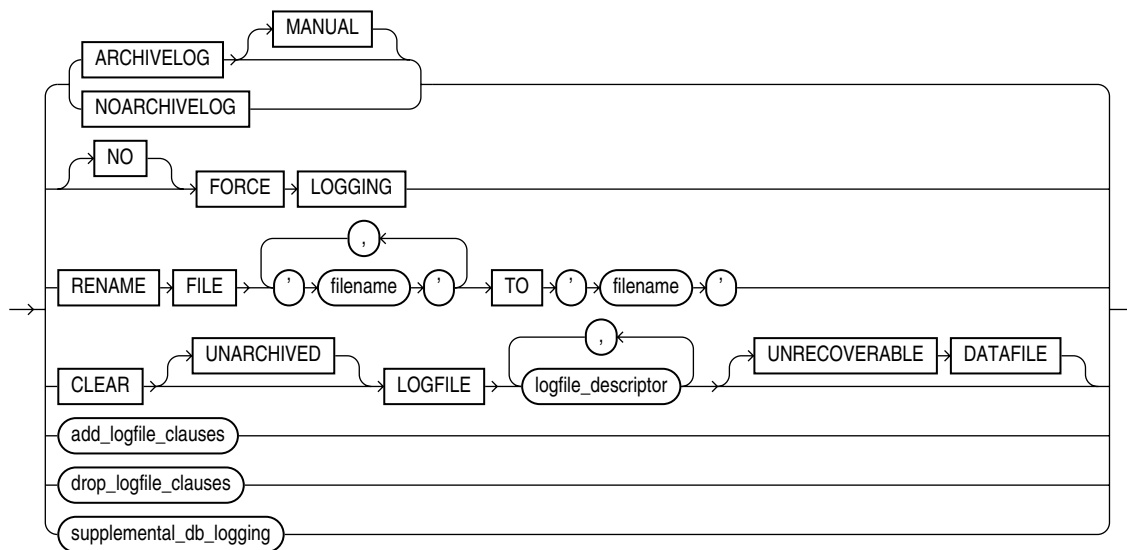 MANUAL
ARCHIVELOG
NOARCHIVELOG
NO
FORCE LOGGING
,
RENAME FILE ’ filename ’ TO ’ filename ’
,
UNARCHIVED UNRECOVERABLE DATAFILE
CLEAR LOGFILE logfile_descriptor
add_logfile_clauses
drop_logfile_clauses
supplemental_db_logging